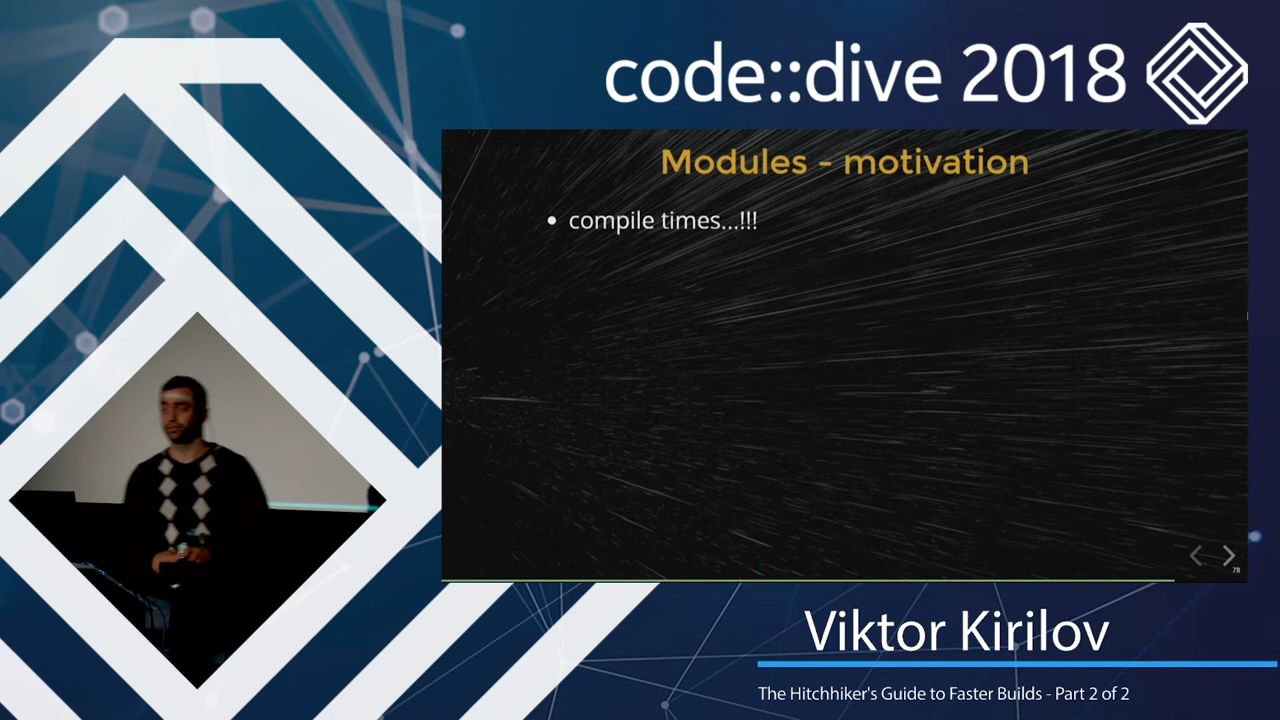 code::dive 2018
Modules - motivation
• compile times...!!!
78
Viktor Kirilov
The Hitchhiker's Guide to Faster Builds - Part 2 of 2